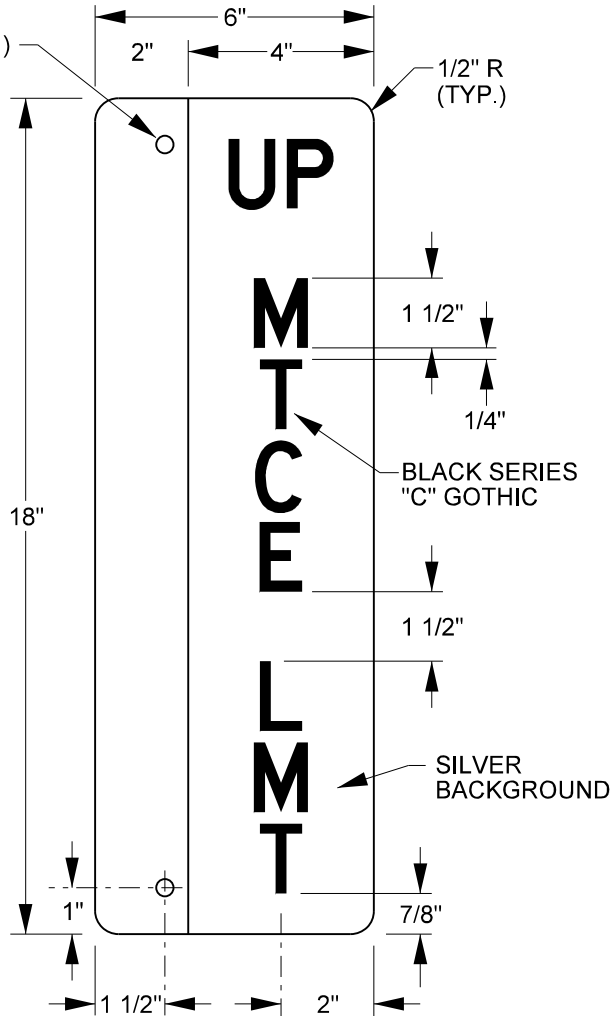 6"
)
2"
4"
1/2" R
(TYP.)
UP
M
1 1/2"
T
1/4"
BLACK SERIES
"C" GOTHIC
C
18"
E
1 1/2"
L
M
SILVER
BACKGROUND
T
1"
7/8"
1 1/2"
2"